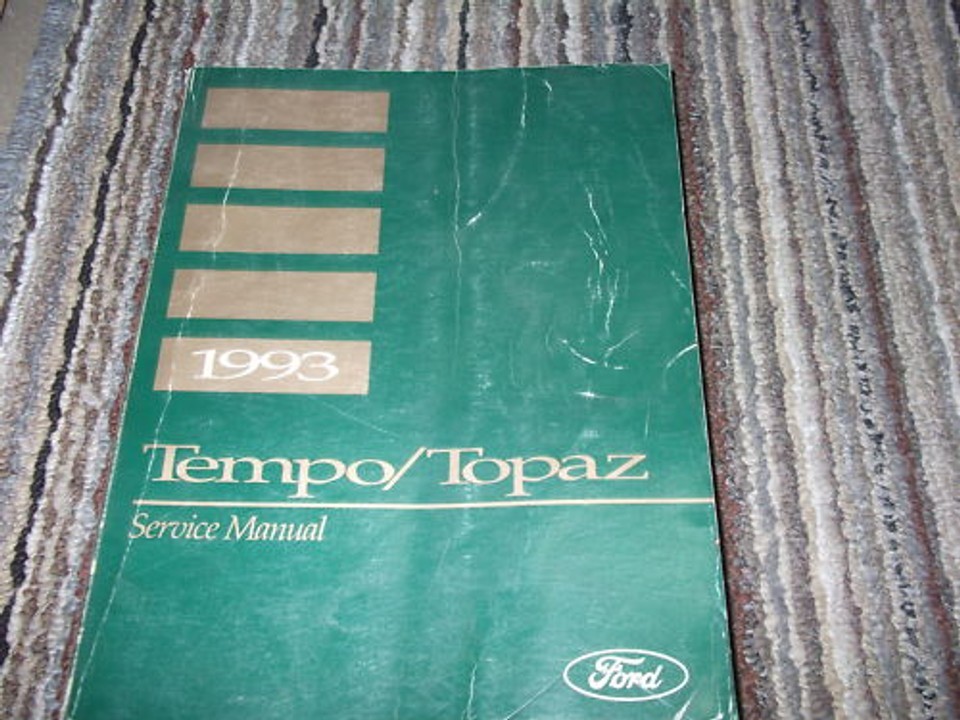 1993
Tempo/Topaz
Service Manual
Ford